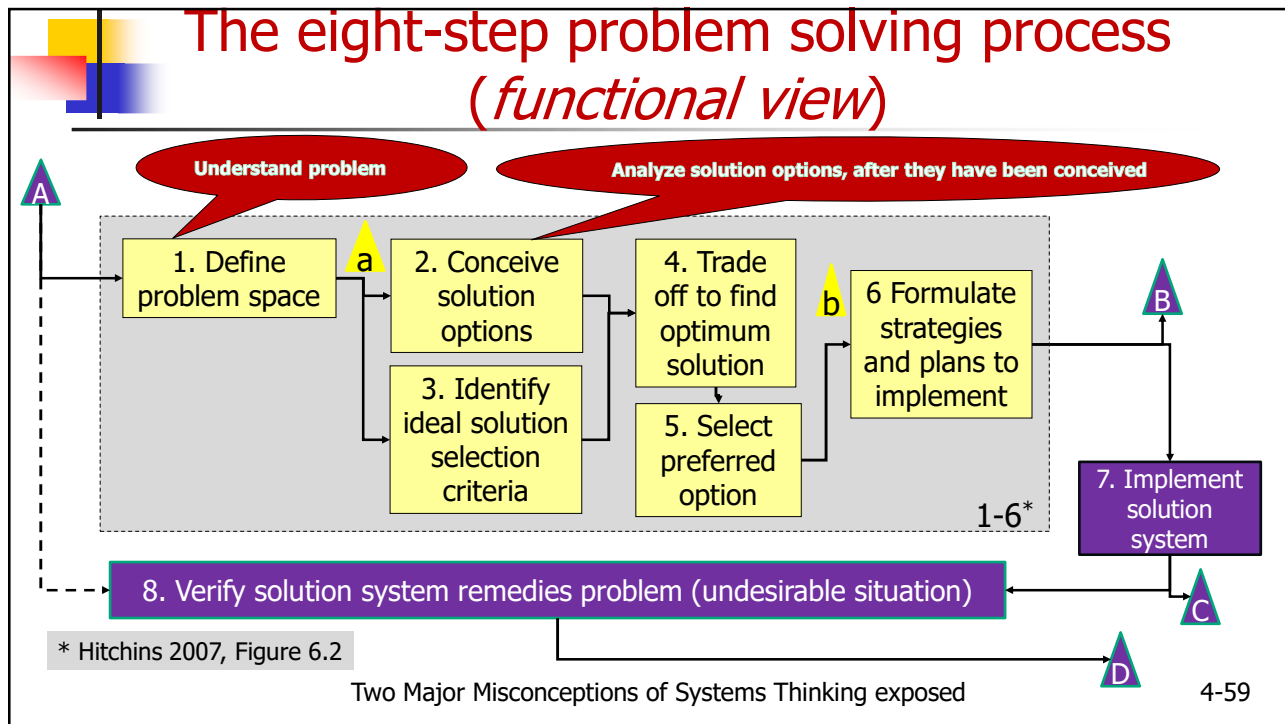 The eight-step problem solving process
(functional view)
Understand problem
Analyze solution options, after they have been conceived
A
1. Define
problem space
a
2. Conceive
solution
options
3. Identify
ideal solution
selection
criteria
4. Trade
off to find
optimum
solution
5. Select
preferred
option
b
6 Formulate
strategies
and plans to
implement
B
1-6*
7. Implement
solution
system
8. Verify solution system remedies problem (undesirable situation)
C
* Hitchins 2007, Figure 6.2
D
Two Major Misconceptions of Systems Thinking exposed
4-59